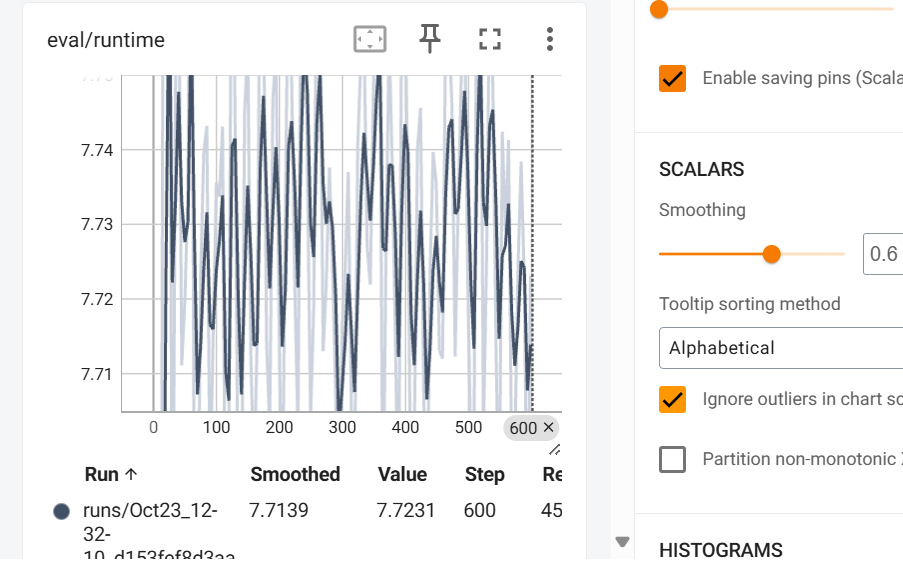 eval/runtime
7.75
7.74
7.73
7.72
7.71
0 100 200 300 400 500 600
Run Smoothed Value Step Re
runs/Oct23_12- 7.7139 7.7231 600 45
32-
10_d153fef8d3aa
Enable saving pins (Scala
SCALARS
Smoothing
0.6
Tooltip sorting method
Alphabetical
Ignore outliers in chart sc
Partition non-monotonic
HISTOGRAMS